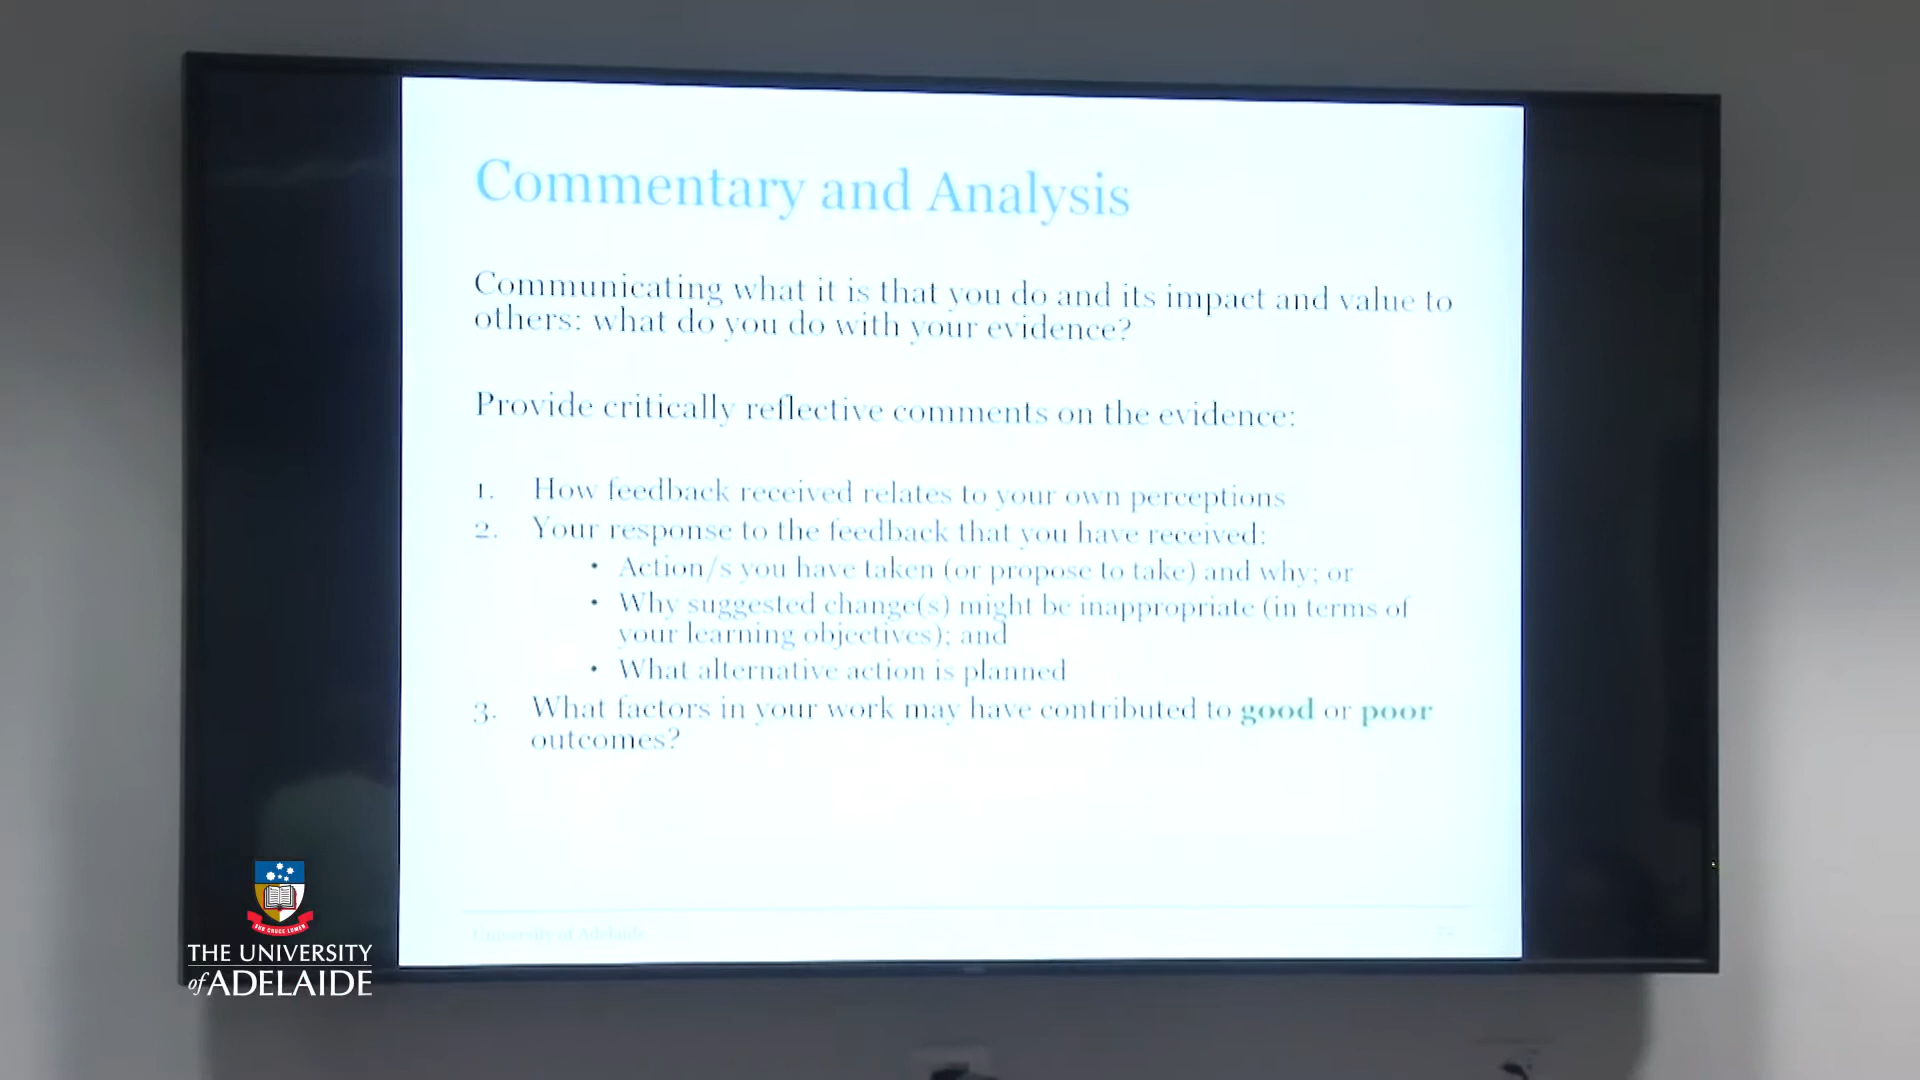 Commentary and Analysis
Communicating what it is that you do and its impact and value to
others: what do you do with your evidence?
Provide critically reflective comments on the evidence:
1. How feedback received relates to your own perceptions
2. Your response to the feedback that you have received:
• Action/s you have taken (or propose to take) and why; or
• Why suggested change(s) might be inappropriate (in terms of
your learning objectives); and
• What alternative action is planned
3. What factors in your work may have contributed to good or poor
outcomes?
University of Adelaide
SUB CRUCE LUMEN
THE UNIVERSITY
of ADELAIDE